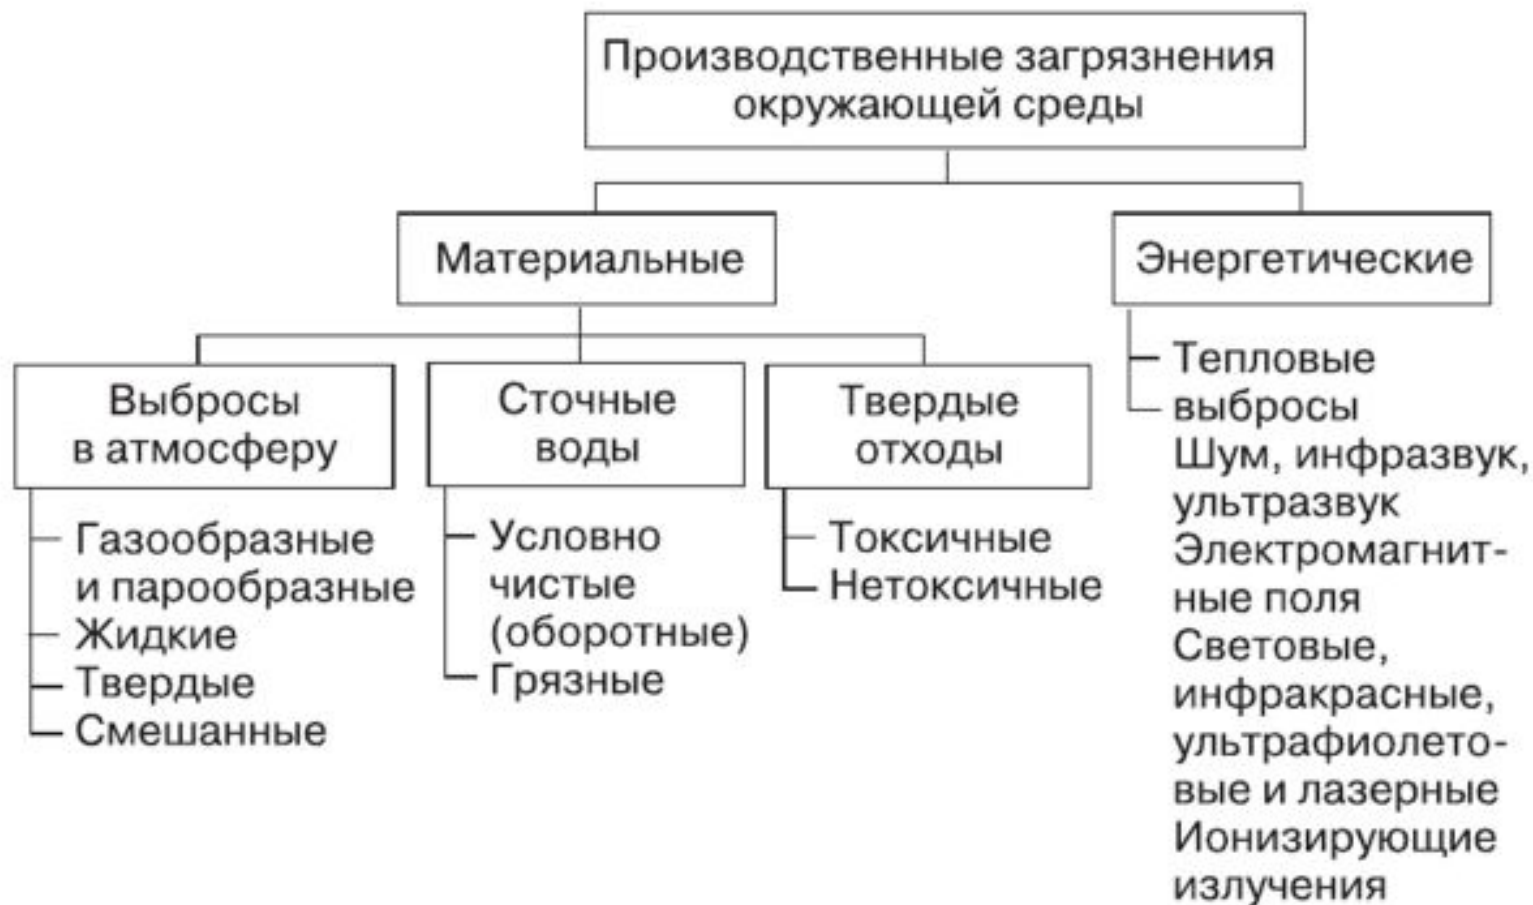 Производственные загрязнения
окружающей среды
Материальные
Энергетические
Выбросы
в атмосферу
Сточные
воды
Твердые
отходы
Газообразные
и парообразные
Жидкие
Твердые
Смешанные
Условно
чистые
(оборотные)
Грязные
Токсичные
Нетоксичные
Тепловые
выбросы
Шум, инфразвук,
ультразвук
Электромагнит-
ные поля
Световые,
инфракрасные,
ультрафиолето-
вые и лазерные
Ионизирующие
излучения